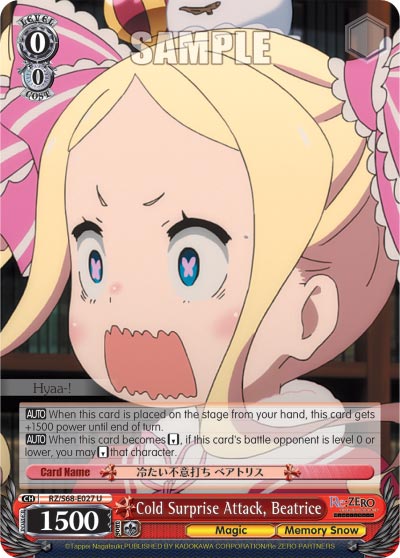 SAMPLE
LEVEL
0
0
COST
Hyaa-!
AUTO When this card is placed on the stage from your hand, this card gets
+1500 power until end of turn.
AUTO When this card becomes , if this card's battle opponent is level 0
or lower, you may that character.
Card Name 冷たい不意打ち ベアトリス
CH RZ/S68-E027 U
POWER 1500 SOUL Cold Surprise Attack, Beatrice Re:ZERO
Magic Memory Snow
©Tappei Nagatsuki,PUBLISHED BY KADOKAWA CORPORATION/Re:ZERO PARTNERS